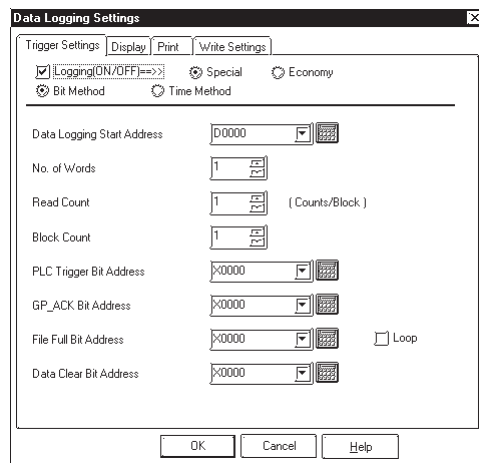 Data Logging Settings
Trigger Settings Display Print Write Settings
Logging(ON/OFF)==>> Special Economy
Bit Method Time Method
Data Logging Start Address D0000
No. of Words 1
Read Count 1 ( Counts/Block )
Block Count 1
PLC Trigger Bit Address X0000
GP_ACK Bit Address X0000
File Full Bit Address X0000 Loop
Data Clear Bit Address X0000
OK Cancel Help